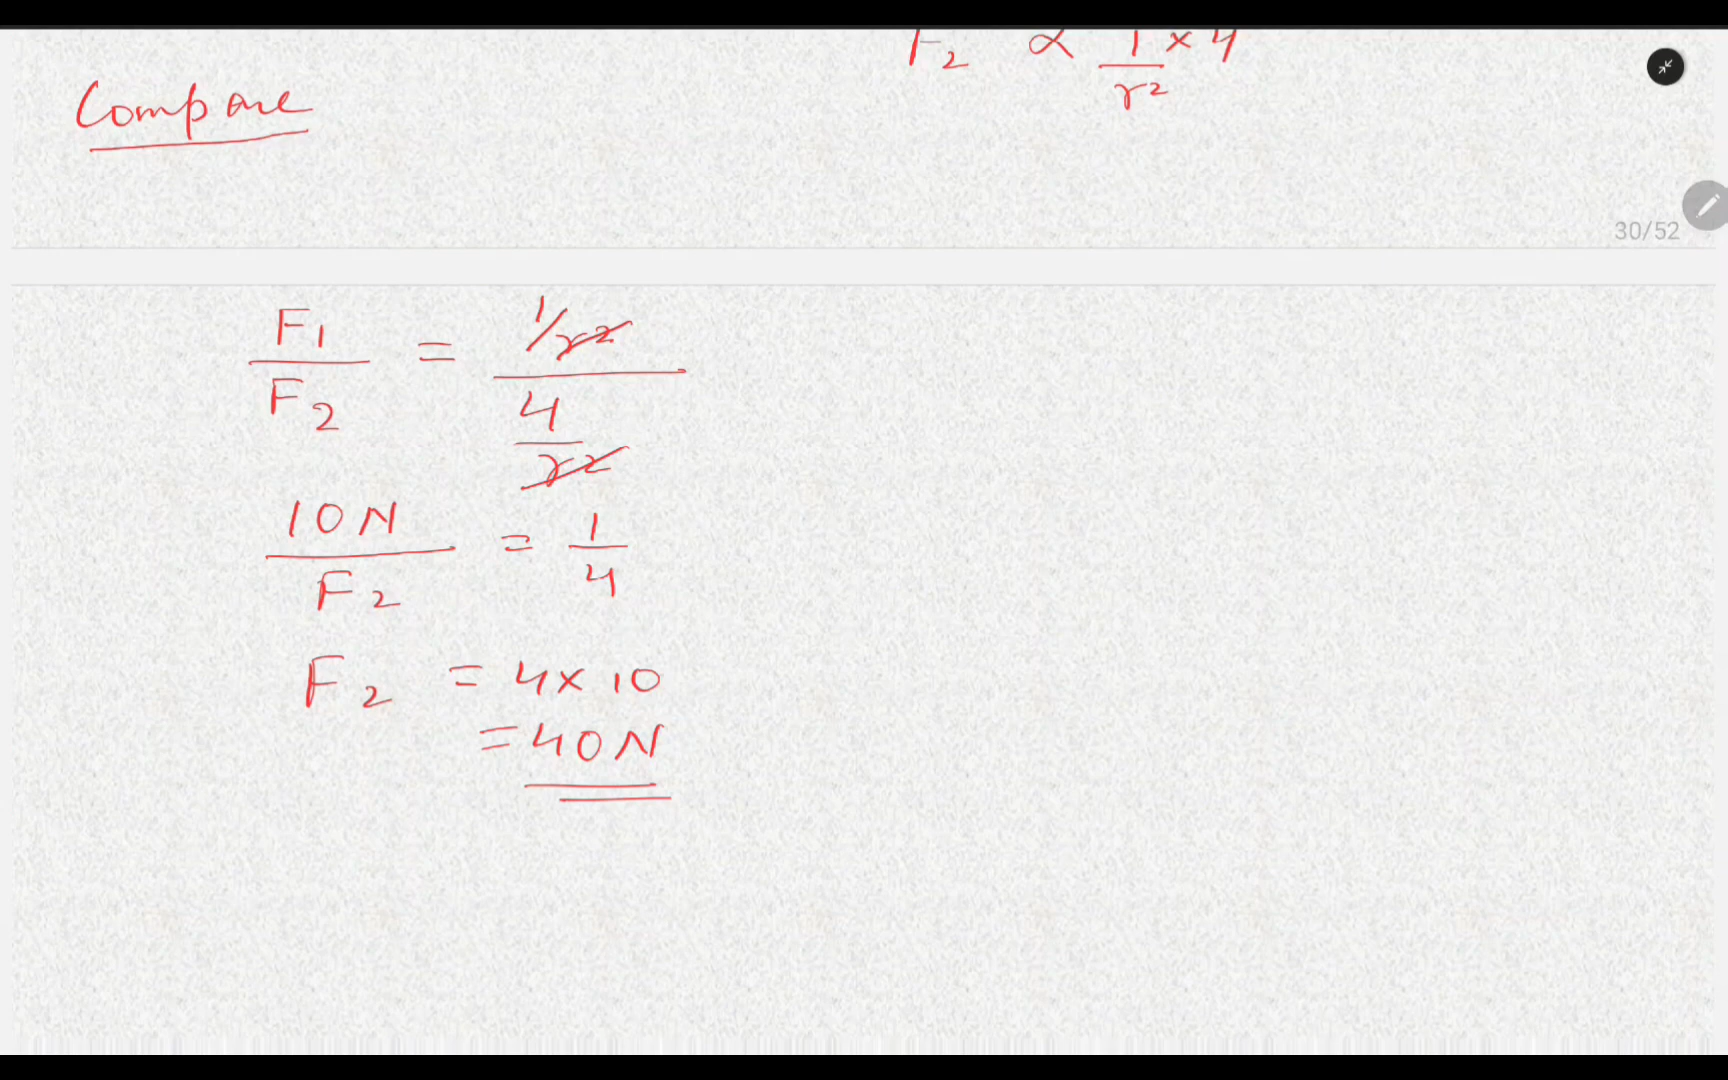 F₂ ∝ 1/r² × 4
Compare
30/52
F₁/F₂ = (1/r²)/(4/r²)
10N/F₂ = 1/4
F₂ = 4 × 10
= 40N